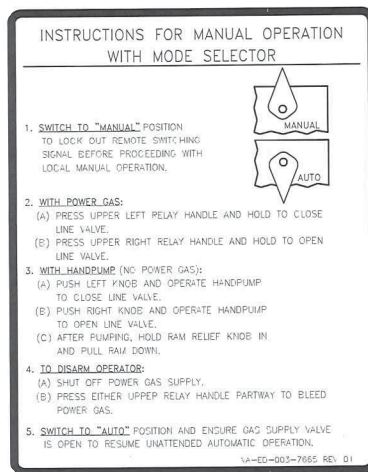 INSTRUCTIONS FOR MANUAL OPERATION
WITH MODE SELECTOR
MANUAL
AUTO
1. SWITCH TO "MANUAL" POSITION
TO LOCK OUT REMOTE SWITCHING
SIGNAL BEFORE PROCEEDING WITH
LOCAL MANUAL OPERATION.
2. WITH POWER GAS:
(A) PRESS UPPER LEFT RELAY HANDLE AND HOLD TO CLOSE
LINE VALVE.
(B) PRESS UPPER RIGHT RELAY HANDLE AND HOLD TO OPEN
LINE VALVE.
3. WITH HANDPUMP (NO POWER GAS):
(A) PUSH LEFT KNOB AND OPERATE HANDPUMP
TO CLOSE LINE VALVE.
(B) PUSH RIGHT KNOB AND OPERATE HANDPUMP
TO OPEN LINE VALVE.
(C) AFTER PUMPING, HOLD RAM RELIEF KNOB IN
AND PULL RAM DOWN.
4. TO DISARM OPERATOR:
(A) SHUT OFF POWER GAS SUPPLY.
(B) PRESS EITHER UPPER RELAY HANDLE PARTWAY TO BLEED
POWER GAS.
5. SWITCH TO "AUTO" POSITION AND ENSURE GAS SUPPLY VALVE
IS OPEN TO RESUME UNATTENDED AUTOMATIC OPERATION.
VA-ED-003-7665 REV 01